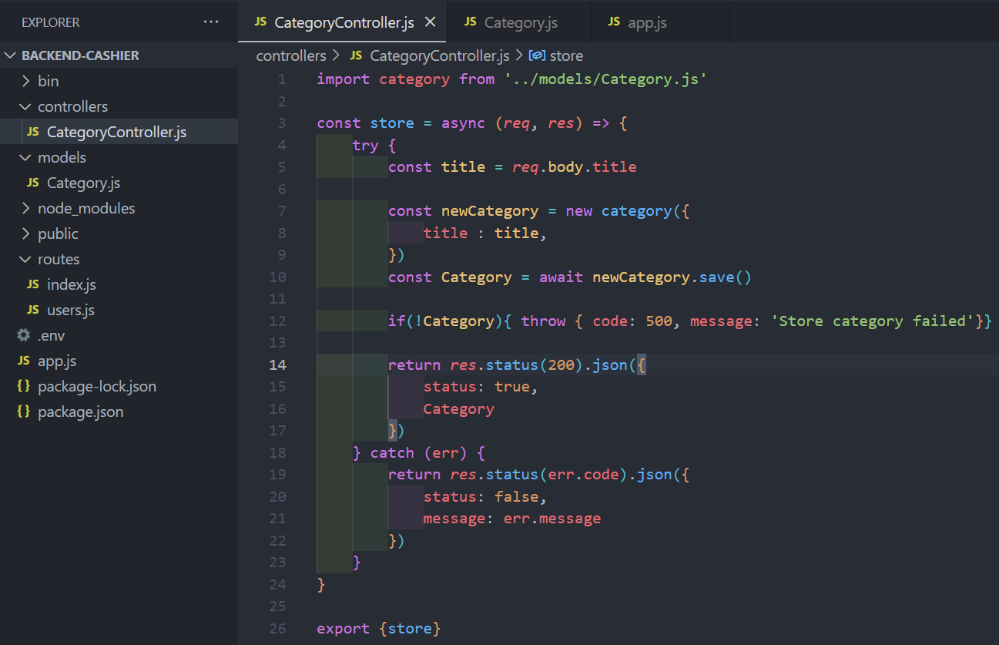 EXPLORER ...
BACKEND-CASHIER
bin
controllers
JS CategoryController.js
models
JS Category.js
node_modules
public
routes
JS index.js
JS users.js
.env
JS app.js
{} package-lock.json
{} package.json
JS CategoryController.js × JS Category.js JS app.js
controllers > JS CategoryController.js > store
1 import category from '../models/Category.js'
2
3 const store = async (req, res) => {
4     try {
5         const title = req.body.title
6
7         const newCategory = new category({
8             title : title,
9         })
10         const Category = await newCategory.save()
11
12         if(!Category){ throw { code: 500, message: 'Store category failed'}}
13
14         return res.status(200).json({
15             status: true,
16             Category
17         })
18     } catch (err) {
19         return res.status(err.code).json({
20             status: false,
21             message: err.message
22         })
23     }
24 }
25
26 export {store}